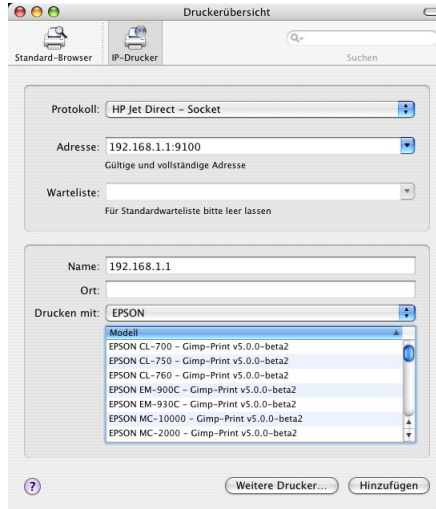 Druckerübersicht
Standard-Browser IP-Drucker Suchen
Protokoll: HP Jet Direct – Socket
Adresse: 192.168.1.1:9100
Gültige und vollständige Adresse
Warteliste:
Für Standardwarteliste bitte leer lassen
Name: 192.168.1.1
Ort:
Drucken mit: EPSON
Modell
EPSON CL-700 – Gimp-Print v5.0.0-beta2
EPSON CL-750 – Gimp-Print v5.0.0-beta2
EPSON CL-760 – Gimp-Print v5.0.0-beta2
EPSON EM-900C – Gimp-Print v5.0.0-beta2
EPSON EM-930C – Gimp-Print v5.0.0-beta2
EPSON MC-10000 – Gimp-Print v5.0.0-beta2
EPSON MC-2000 – Gimp-Print v5.0.0-beta2
? Weitere Drucker... Hinzufügen